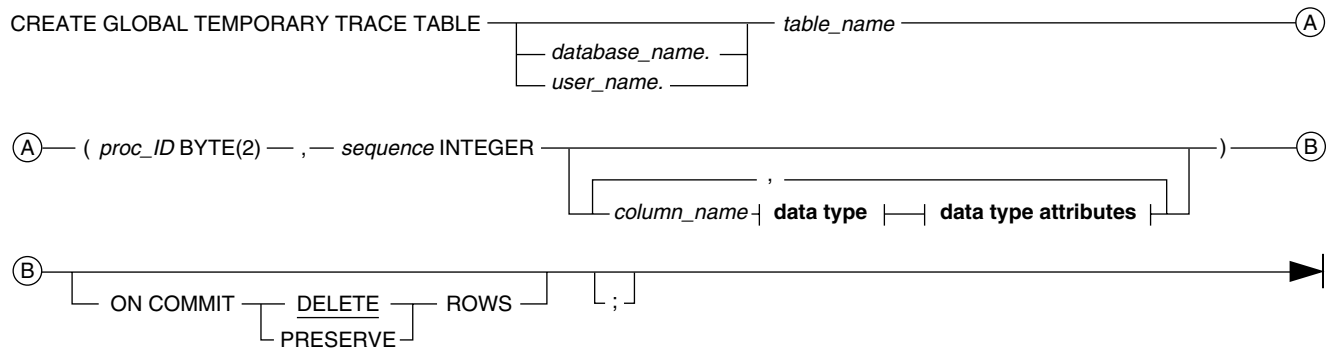 CREATE GLOBAL TEMPORARY TRACE TABLE table_name A
database_name.
user_name.
A ( proc_ID BYTE(2) , sequence INTEGER ) B
,
column_name data type data type attributes
B
ON COMMIT DELETE ROWS ;
PRESERVE